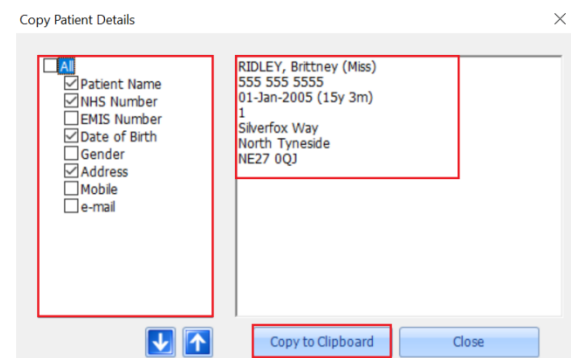 Copy Patient Details
All
Patient Name
NHS Number
EMIS Number
Date of Birth
Gender
Address
Mobile
e-mail
RIDLEY, Brittney (Miss)
555 555 5555
01-Jan-2005 (15y 3m)
1
Silverfox Way
North Tyneside
NE27 0QJ
Copy to Clipboard
Close